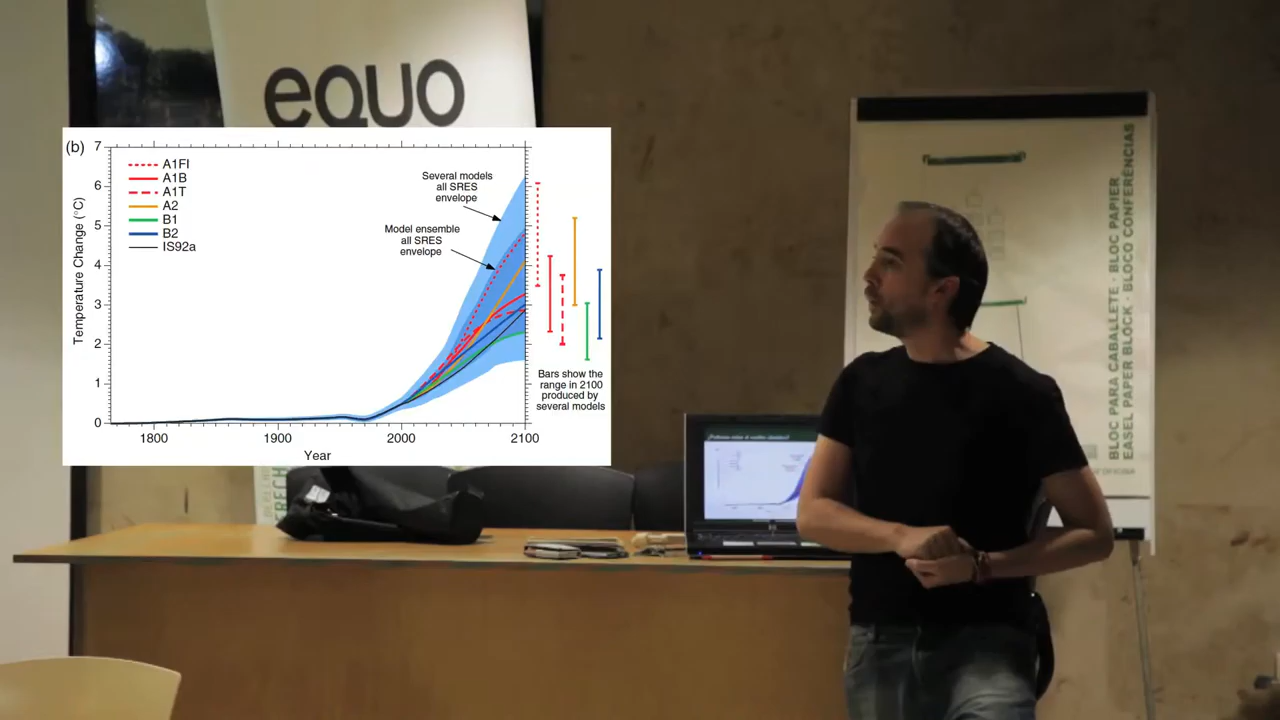 equo
(b)
7
6
5
4
3
2
1
0
Temperature Change (°C)
A1FI
A1B
A1T
A2
B1
B2
IS92a
Several models
all SRES
envelope
Model ensemble
all SRES
envelope
Bars show the
range in 2100
produced by
several models
1800
1900
2000
2100
Year
BLOC PARA CABALLETE · BLOC PAPIER
EASEL PAPER BLOCK · BLOCO CONFERÊNCIAS